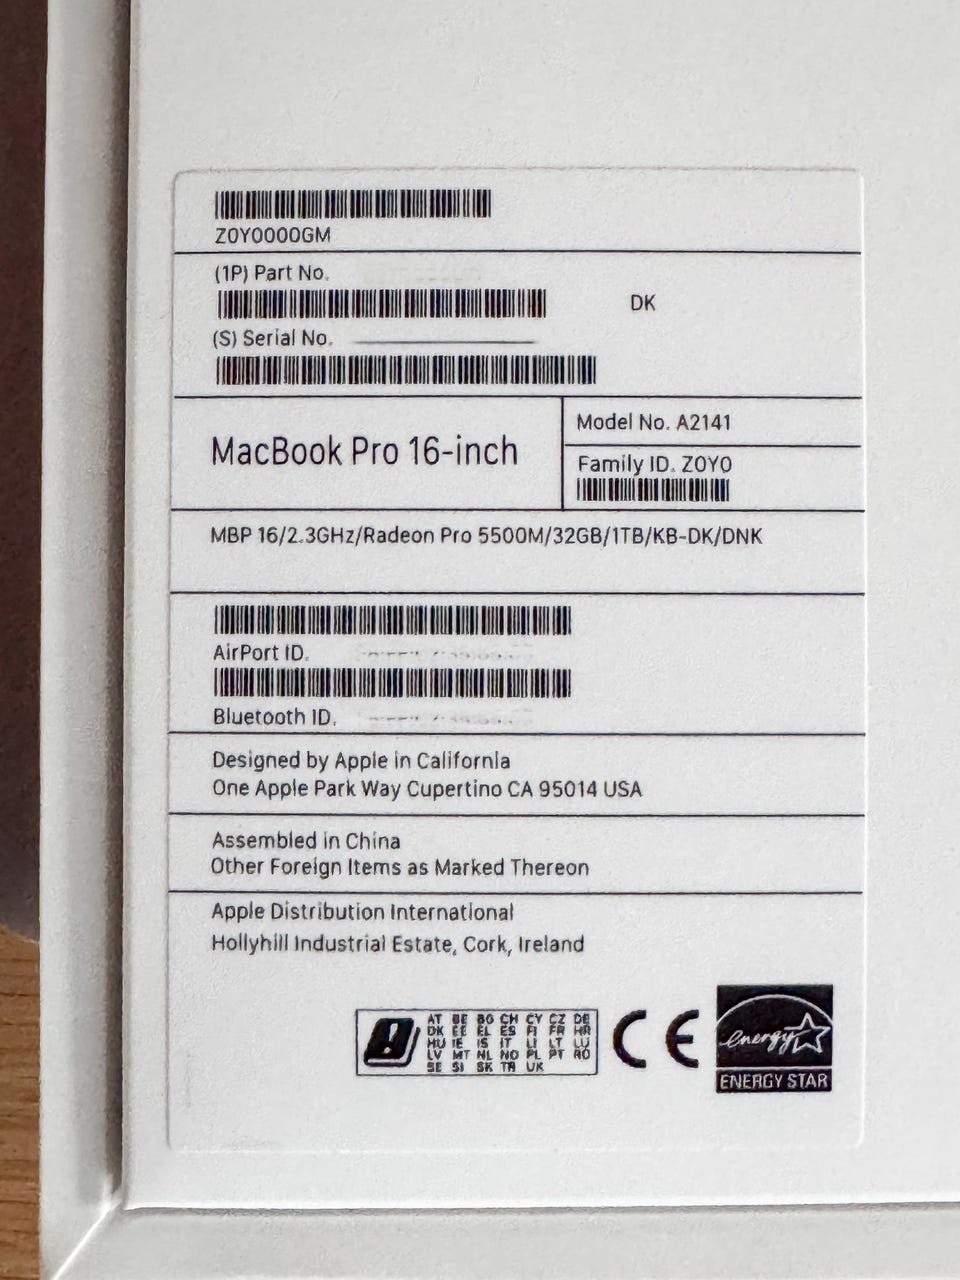 Z0Y0000GM
(1P) Part No.
DK
(S) Serial No.
MacBook Pro 16-inch
Model No. A2141
Family ID. Z0Y0
MBP 16/2.3GHz/Radeon Pro 5500M/32GB/1TB/KB-DK/DNK
AirPort ID.
Bluetooth ID.
Designed by Apple in California
One Apple Park Way Cupertino CA 95014 USA
Assembled in China
Other Foreign Items as Marked Thereon
Apple Distribution International
Hollyhill Industrial Estate, Cork, Ireland
AT BE BG CH CY CZ DE
DK EE EL ES FI FR HR
HU IE IS IT LI LT LU
LV MT NL NO PL PT RO
SE SI SK TR UK
CE
energy
ENERGY STAR